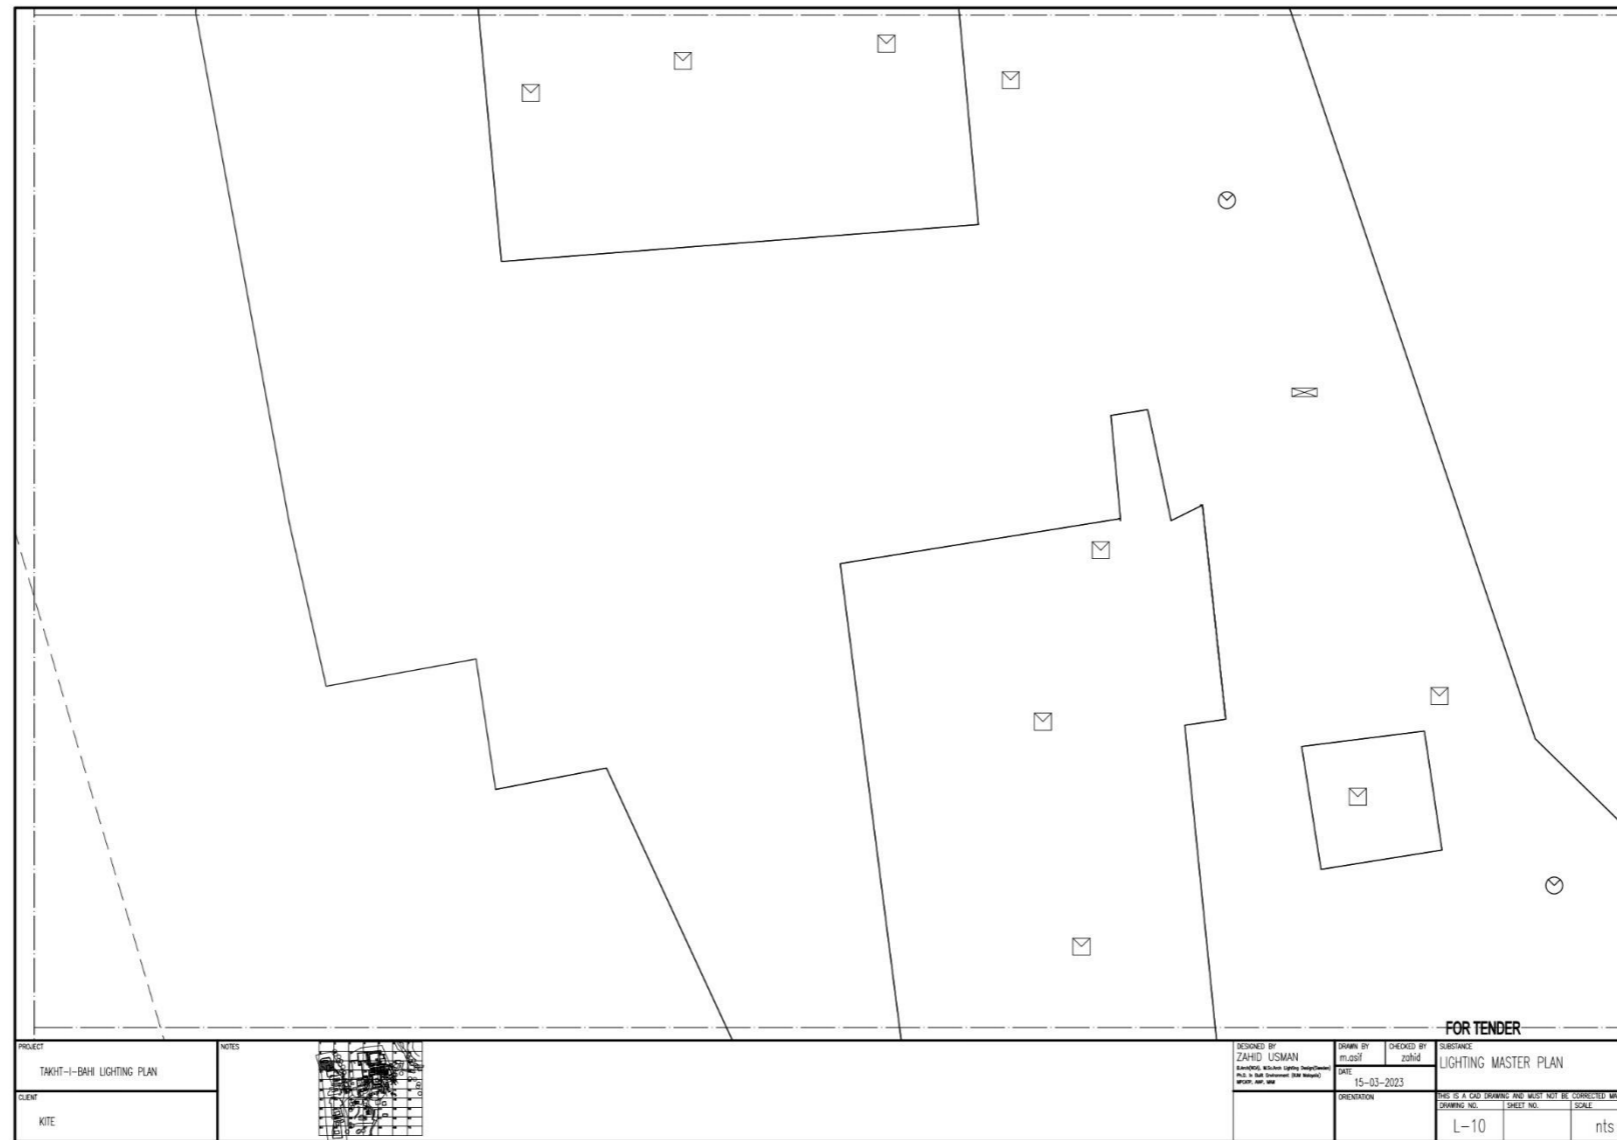 FOR TENDER
PROJECT
TAKHT-I-BAHI LIGHTING PLAN
CLIENT
KITE
NOTES
DESIGNED BY
ZAHID USMAN
DRAWN BY
m.asif
CHECKED BY
zahid
DATE
15-03-2023
ORIENTATION
SUBSTANCE
LIGHTING MASTER PLAN
THIS IS A CAD DRAWING AND MUST NOT BE CORRECTED
DRAWING NO.
L-10
SHEET NO.
SCALE
nts